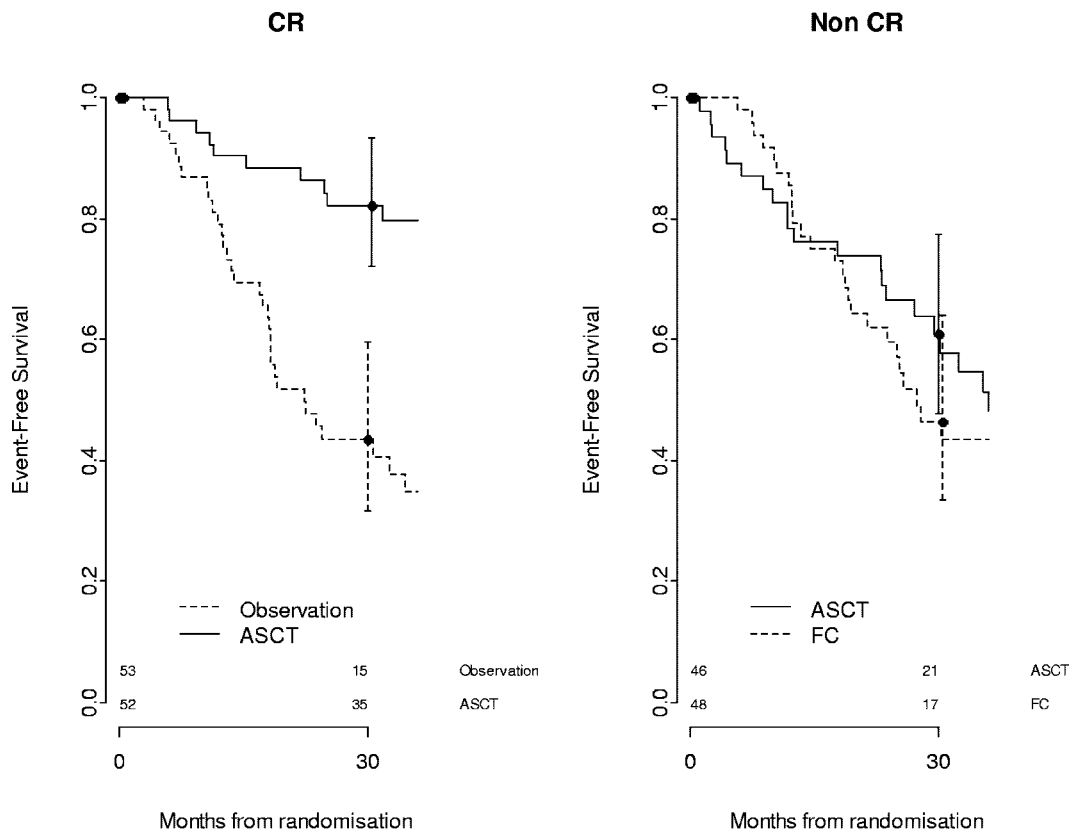 CR
Event-Free Survival
1.0
0.8
0.6
0.4
0.2
0.0
Observation
ASCT
53 15 Observation
52 35 ASCT
0 30
Months from randomisation
Non CR
Event-Free Survival
1.0
0.8
0.6
0.4
0.2
0.0
ASCT
FC
46 21 ASCT
48 17 FC
0 30
Months from randomisation